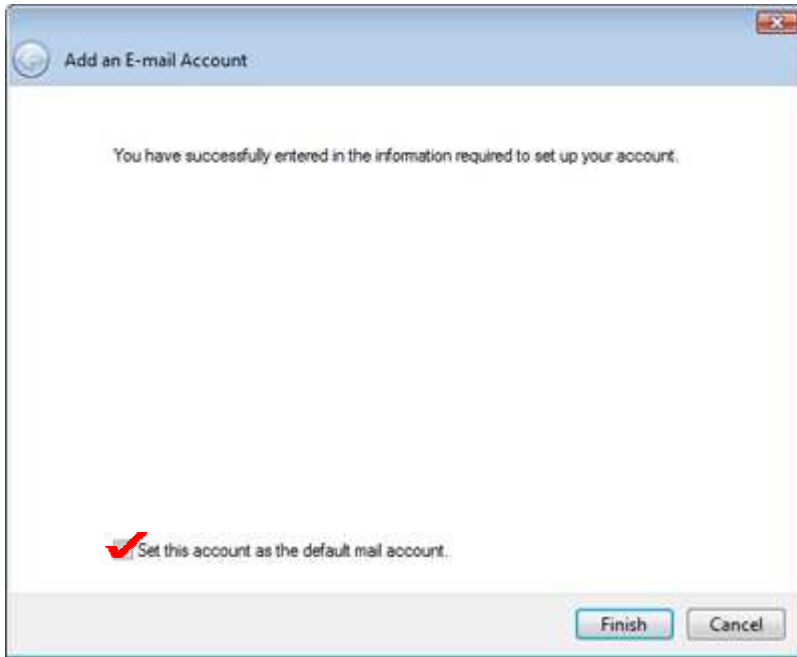 Add an E-mail Account
You have successfully entered in the information required to set up your account.
Set this account as the default mail account.
Finish Cancel